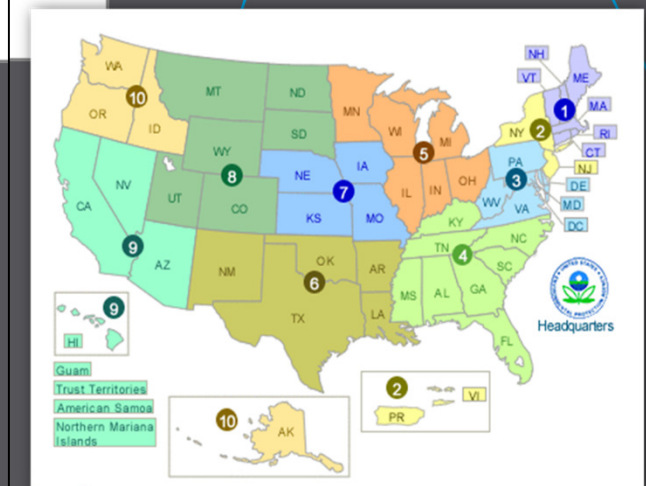 NH
WA
VT
ME
MT
ND
10
MN
1
MA
OR
ID
WI
MI
NY
2
RI
SD
5
CT
WY
PA
NJ
8
IA
3
DE
NE
7
OH
NV
IL
IN
WV
MD
UT
CO
VA
DC
CA
KS
MO
KY
9
TN
4
NC
AZ
NM
OK
AR
SC
6
MS
AL
GA
TX
LA
9
Headquarters
HI
FL
Guam
Trust Territories
2
VI
American Samoa
10
PR
Northern Mariana
Islands
AK